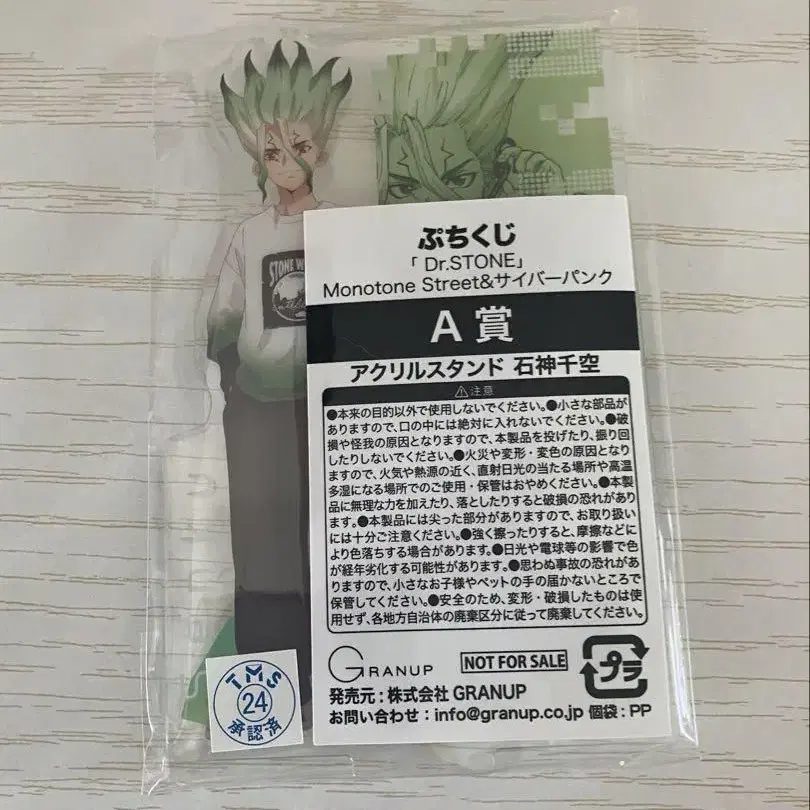 STONE W
ぷちくじ
「Dr.STONE」
Monotone Street&サイバーパンク
A 賞
アクリルスタンド 石神千空
⚠注意
●本来の目的以外で使用しないでください。●小さな部品が
ありますので、口の中には絶対に入れないでください。●破
損や怪我の原因となりますので、本製品を投げたり、振り回
したりしないでください。●火災や変形・変色の原因となり
ますので、火気や熱源の近く、直射日光の当たる場所や高温
多湿になる場所でのご使用・保管はおやめください。●本製
品に無理な力を加えたり、落としたりすると破損の恐れがあり
ます。●本製品には尖った部分がありますので、お取り扱い
には十分ご注意ください。●強く擦ったりすると、摩擦などに
より色落ちする場合があります。●日光や電球等の影響で色
が経年劣化する可能性があります。●思わぬ事故の恐れがあ
りますので、小さなお子様やペットの手の届かないところで
保管してください。●安全のため、変形・破損したものは使
用せず、各地方自治体の廃棄区分に従って廃棄してください。
GRANUP
NOT FOR SALE
プラ
発売元：株式会社 GRANUP
お問い合わせ：info@granup.co.jp 個袋：PP
TMS
24
承認済